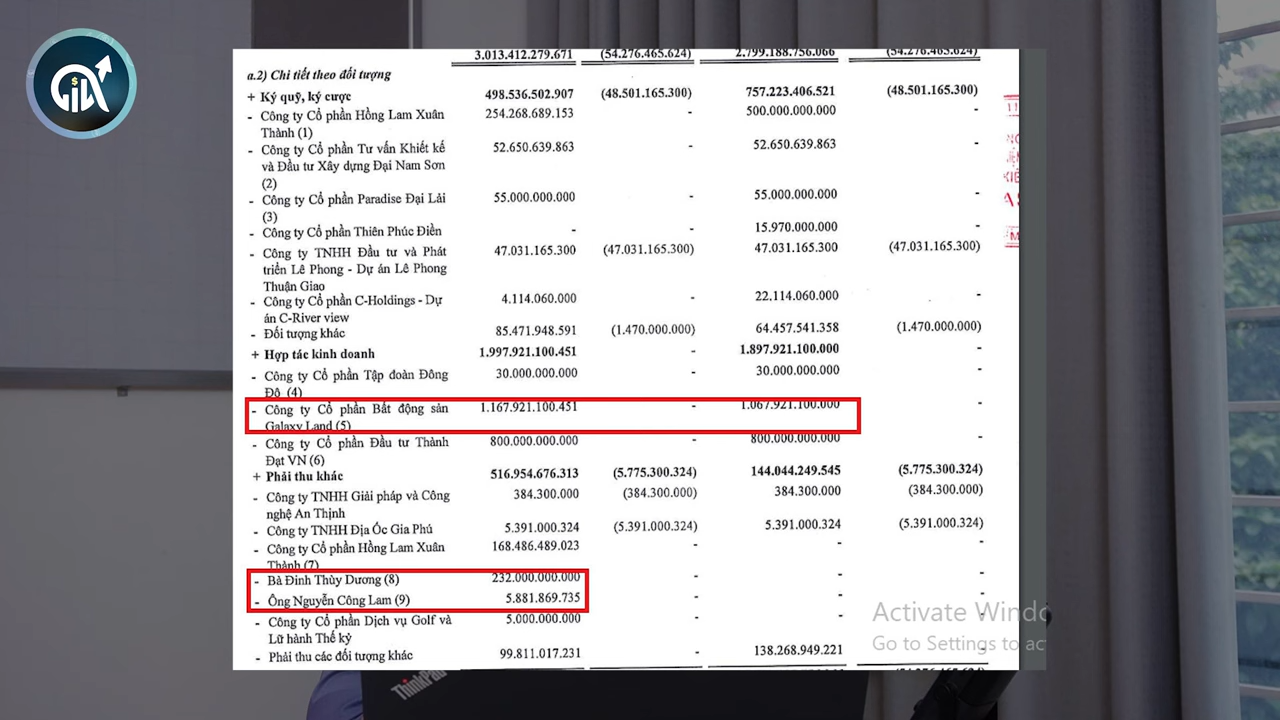 GIA
$
3.013.412.279.671 (54.276.465.624) 2.799.188.756.066 (54.276.465.624)
a.2) Chi tiết theo đối tượng
+ Ký quỹ, ký cược 498.536.502.907 (48.501.165.300) 757.223.406.521 (48.501.165.300)
- Công ty Cổ phần Hồng Lam Xuân 254.268.689.153 - 500.000.000.000 -
Thành (1)
- Công ty Cổ phần Tư vấn Khiết kế 52.650.639.863 - 52.650.639.863 -
và Đầu tư Xây dựng Đại Nam Sơn
(2)
- Công ty Cổ phần Paradise Đại Lải 55.000.000.000 - 55.000.000.000 -
(3)
- Công ty Cổ phần Thiên Phúc Điền - - 15.970.000.000 -
- Công ty TNHH Đầu tư và Phát 47.031.165.300 (47.031.165.300) 47.031.165.300 (47.031.165.300)
triển Lê Phong - Dự án Lê Phong
Thuận Giao
- Công ty Cổ phần C-Holdings - Dự 4.114.060.000 - 22.114.060.000 -
án C-River view
- Đối tượng khác 85.471.948.591 (1.470.000.000) 64.457.541.358 (1.470.000.000)
+ Hợp tác kinh doanh 1.997.921.100.451 - 1.897.921.100.000 -
- Công ty Cổ phần Tập đoàn Đông 30.000.000.000 - 30.000.000.000 -
Đô (4)
- Công ty Cổ phần Bất động sản 1.167.921.100.451 - 1.067.921.100.000 -
Galaxy Land (5)
- Công ty Cổ phần Đầu tư Thành 800.000.000.000 - 800.000.000.000 -
Đạt VN (6)
+ Phải thu khác 516.954.676.313 (5.775.300.324) 144.044.249.545 (5.775.300.324)
- Công ty TNHH Giải pháp và Công 384.300.000 (384.300.000) 384.300.000 (384.300.000)
nghệ An Thịnh
- Công ty TNHH Địa Ốc Gia Phú 5.391.000.324 (5.391.000.324) 5.391.000.324 (5.391.000.324)
- Công ty Cổ phần Hồng Lam Xuân 168.486.489.023 - - -
Thành (7)
- Bà Đinh Thùy Dương (8) 232.000.000.000 - - -
- Ông Nguyễn Công Lam (9) 5.881.869.735 - - -
- Công ty Cổ phần Dịch vụ Golf và 5.000.000.000 - - -
Lữ hành Thế kỷ
- Phải thu các đối tượng khác 99.811.017.231 - 138.268.949.221 -
Activate Windo
Go to Settings to ac
ThinkPad